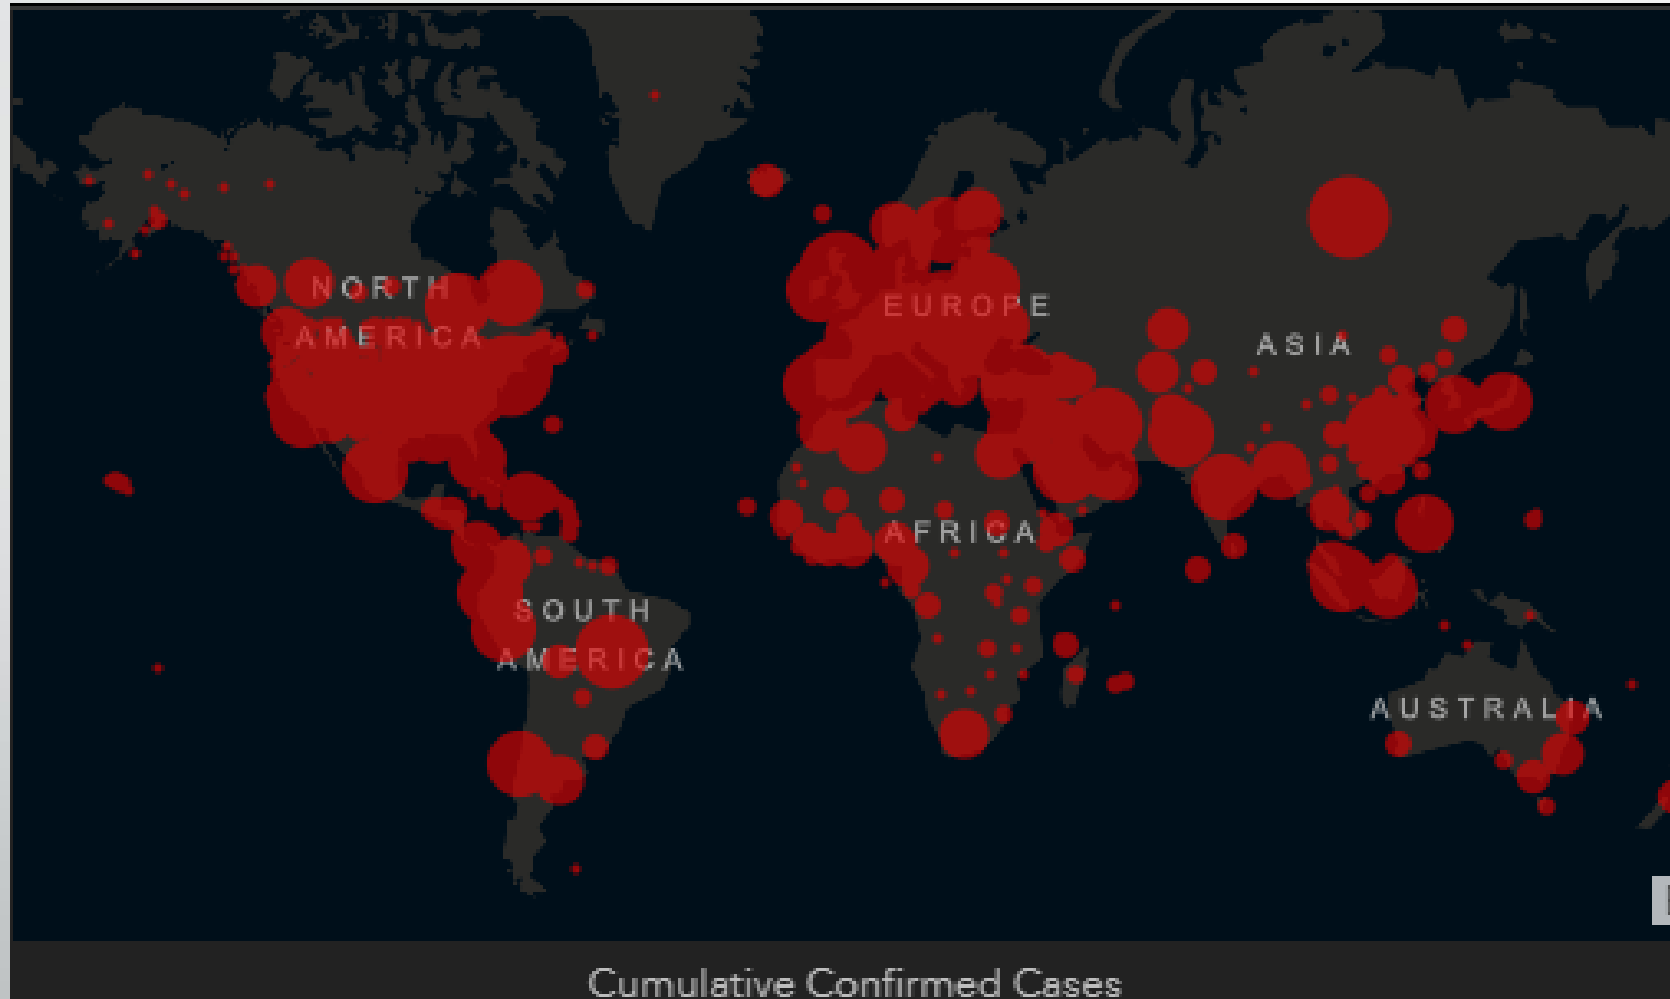 NORTH
AMERICA
EUROPE
ASIA
AFRICA
SOUTH
AMERICA
AUSTRALIA
Cumulative Confirmed Cases